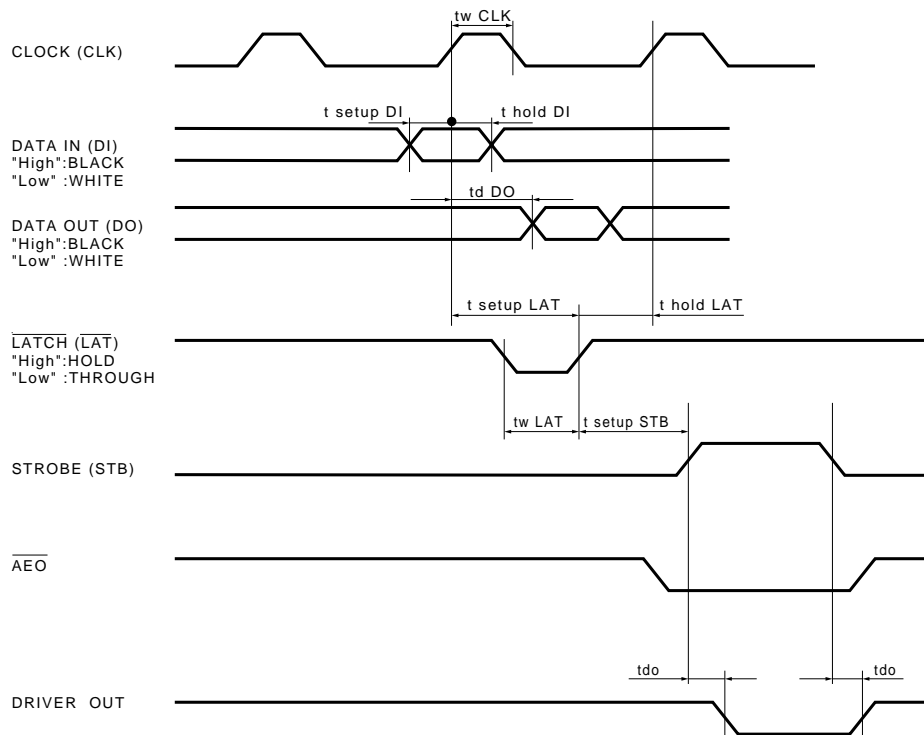 tw CLK
CLOCK (CLK)
t setup DI
t hold DI
DATA IN (DI)
"High":BLACK
"Low" :WHITE
td DO
DATA OUT (DO)
"High":BLACK
"Low" :WHITE
t setup LAT
t hold LAT
LATCH (LAT)
"High":HOLD
"Low" :THROUGH
tw LAT
t setup STB
STROBE (STB)
AEO
tdo
tdo
DRIVER OUT